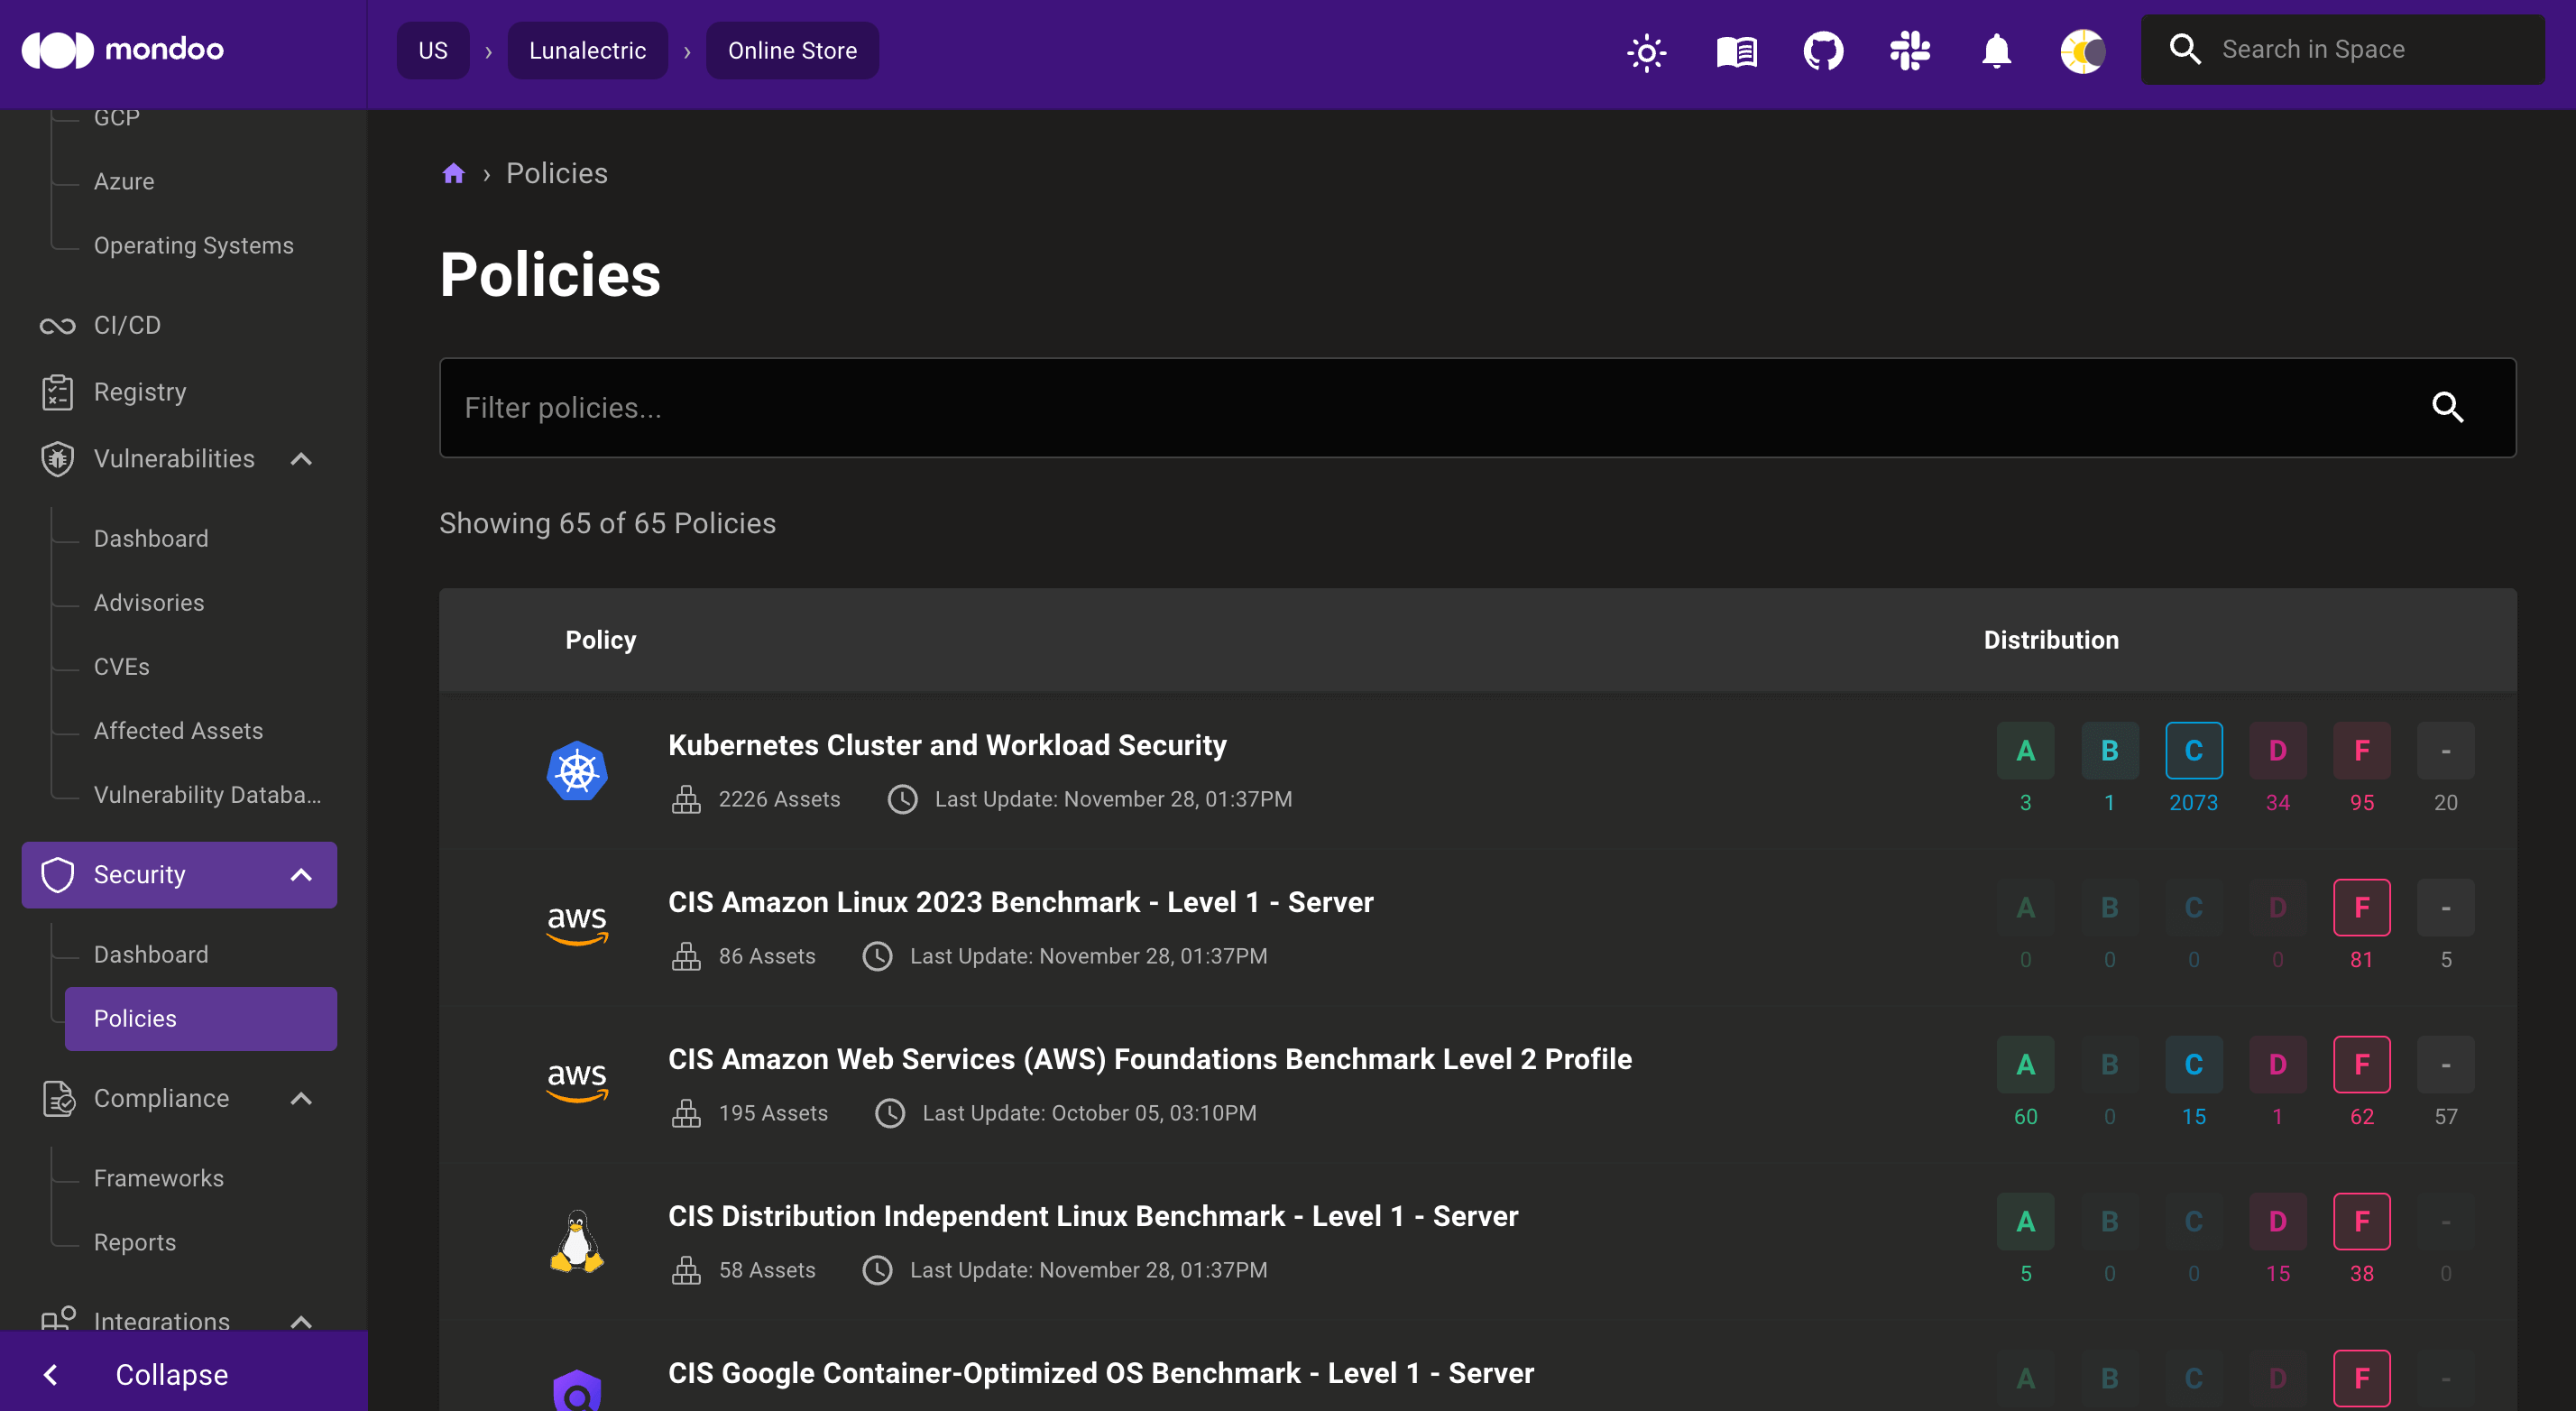 mondoo
US › Lunalectric › Online Store
Search in Space
GCP
Azure
Operating Systems
CI/CD
Registry
Vulnerabilities
Dashboard
Advisories
CVEs
Affected Assets
Vulnerability Databa...
Security
Dashboard
Policies
Compliance
Frameworks
Reports
Integrations
Collapse
› Policies
Policies
Filter policies...
Showing 65 of 65 Policies
Policy Distribution
Kubernetes Cluster and Workload Security
2226 Assets Last Update: November 28, 01:37PM
A B C D F -
3 1 2073 34 95 20
aws
CIS Amazon Linux 2023 Benchmark - Level 1 - Server
86 Assets Last Update: November 28, 01:37PM
A B C D F -
0 0 0 0 81 5
aws
CIS Amazon Web Services (AWS) Foundations Benchmark Level 2 Profile
195 Assets Last Update: October 05, 03:10PM
A B C D F -
60 0 15 1 62 57
CIS Distribution Independent Linux Benchmark - Level 1 - Server
58 Assets Last Update: November 28, 01:37PM
A B C D F -
5 0 0 15 38 0
CIS Google Container-Optimized OS Benchmark - Level 1 - Server
A B C D F -